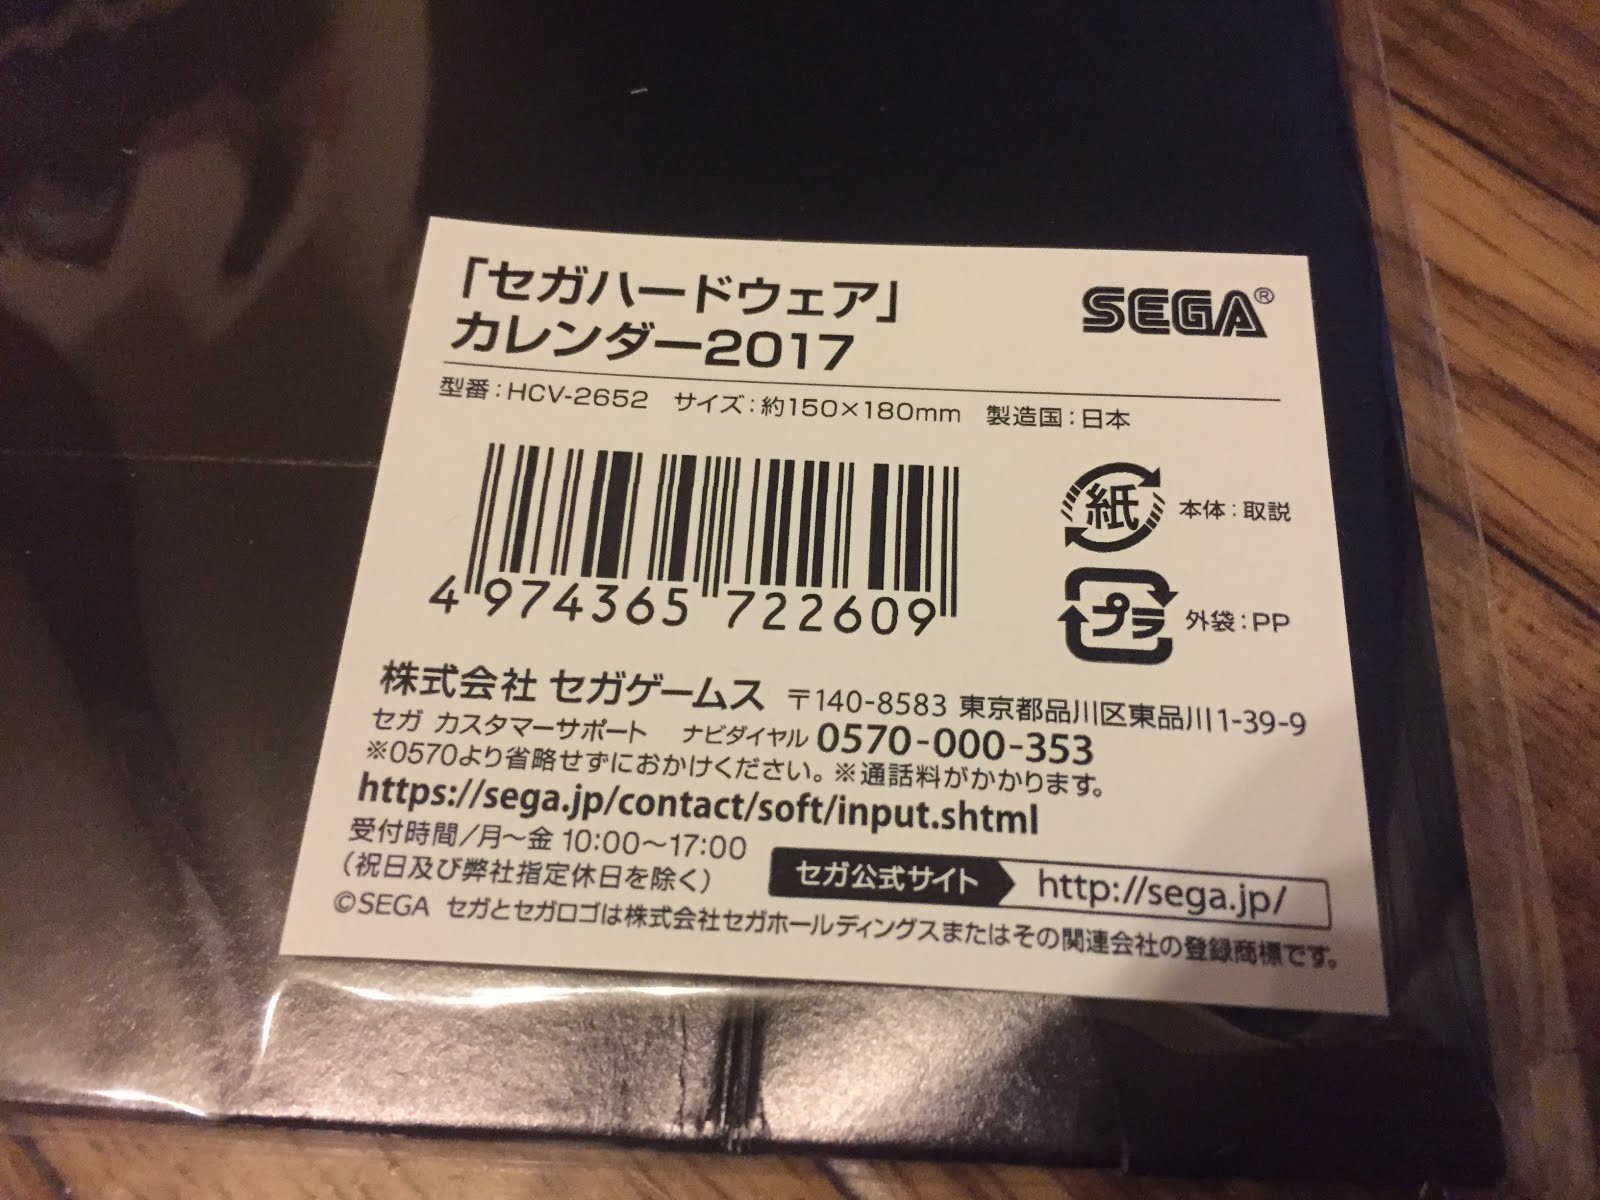 「セガハードウェア」
カレンダー2017
SEGA®
型番:HCV-2652 サイズ:約150×180mm 製造国:日本
紙 本体:取説
プラ 外袋:PP
4 974365 722609
株式会社 セガゲームス 〒140-8583 東京都品川区東品川1-39-9
セガ カスタマーサポート ナビダイヤル 0570-000-353
※0570より省略せずにおかけください。※通話料がかかります。
https://sega.jp/contact/soft/input.shtml
受付時間/月～金 10:00～17:00
(祝日及び弊社指定休日を除く)
セガ公式サイト http://sega.jp/
©SEGA セガとセガロゴは株式会社セガホールディングスまたはその関連会社の登録商標です。